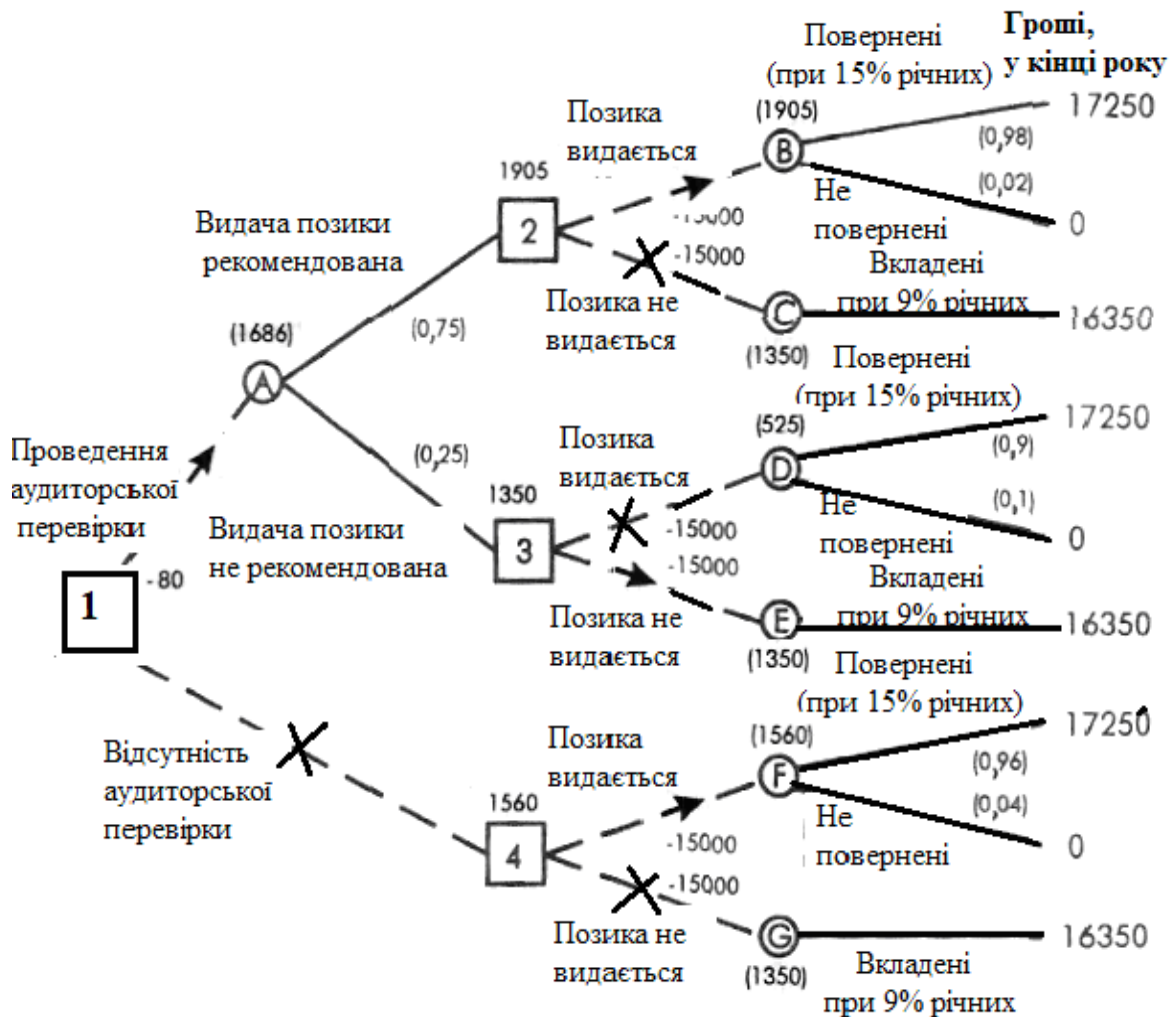 Гроші,
у кінці року
Повернені
(при 15% річних)
17250
(1905)
B
(0,98)
Позика
видається
1905
2
-15000
(0,02)
Не
повернені
0
Видача позики
рекомендована
-15000
Вкладені
при 9% річних
Позика не
видається
C
16350
(1686)
(0,75)
(1350)
A
Повернені
(при 15% річних)
17250
(525)
(0,9)
Проведення
аудиторської
перевірки
(0,25)
Позика
видається
D
1350
3
-15000
(0,1)
Не
повернені
0
Видача позики
не рекомендована
-15000
Вкладені
при 9% річних
- 80
1
Позика не
видається
E
16350
(1350)
Повернені
(при 15% річних)
17250
(1560)
(0,96)
Відсутність
аудиторської
перевірки
Позика
видається
F
1560
4
-15000
(0,04)
Не
повернені
0
-15000
Позика не
видається
G
16350
(1350)
Вкладені
при 9% річних